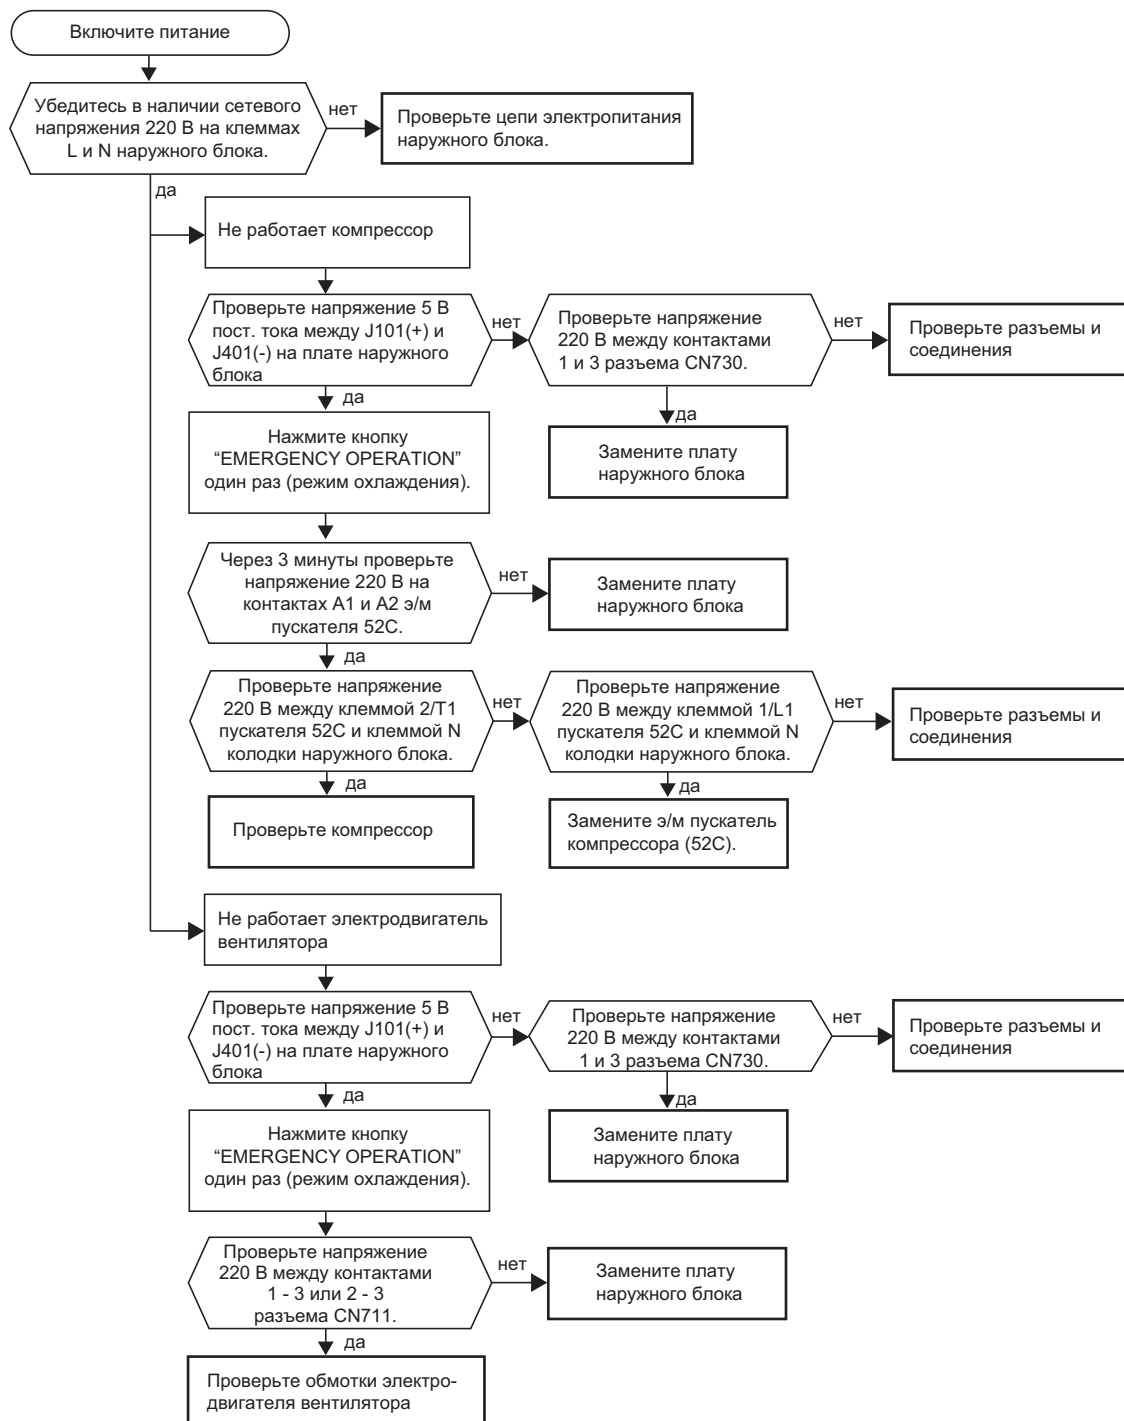 Включите питание
Убедитесь в наличии сетевого
напряжения 220 В на клеммах
L и N наружного блока.
нет
Проверьте цепи электропитания
наружного блока.
да
Не работает компрессор
Проверьте напряжение 5 В
пост. тока между J101(+) и
J401(-) на плате наружного
блока
нет
Проверьте напряжение
220 В между контактами
1 и 3 разъема CN730.
нет
Проверьте разъемы и
соединения
да
да
Нажмите кнопку
“EMERGENCY OPERATION”
один раз (режим охлаждения).
Замените плату
наружного блока
Через 3 минуты проверьте
напряжение 220 В на
контактах А1 и А2 э/м
пускателя 52С.
нет
Замените плату
наружного блока
да
Проверьте напряжение
220 В между клеммой 2/Т1
пускателя 52С и клеммой N
колодки наружного блока.
нет
Проверьте напряжение
220 В между клеммой 1/L1
пускателя 52С и клеммой N
колодки наружного блока.
нет
Проверьте разъемы и
соединения
да
да
Проверьте компрессор
Замените э/м пускатель
компрессора (52С).
Не работает электродвигатель
вентилятора
Проверьте напряжение 5 В
пост. тока между J101(+) и
J401(-) на плате наружного
блока
нет
Проверьте напряжение
220 В между контактами
1 и 3 разъема CN730.
нет
Проверьте разъемы и
соединения
да
да
Нажмите кнопку
“EMERGENCY OPERATION”
один раз (режим охлаждения).
Замените плату
наружного блока
Проверьте напряжение
220 В между контактами
1 - 3 или 2 - 3
разъема CN711.
нет
Замените плату
наружного блока
да
Проверьте обмотки электро-
двигателя вентилятора